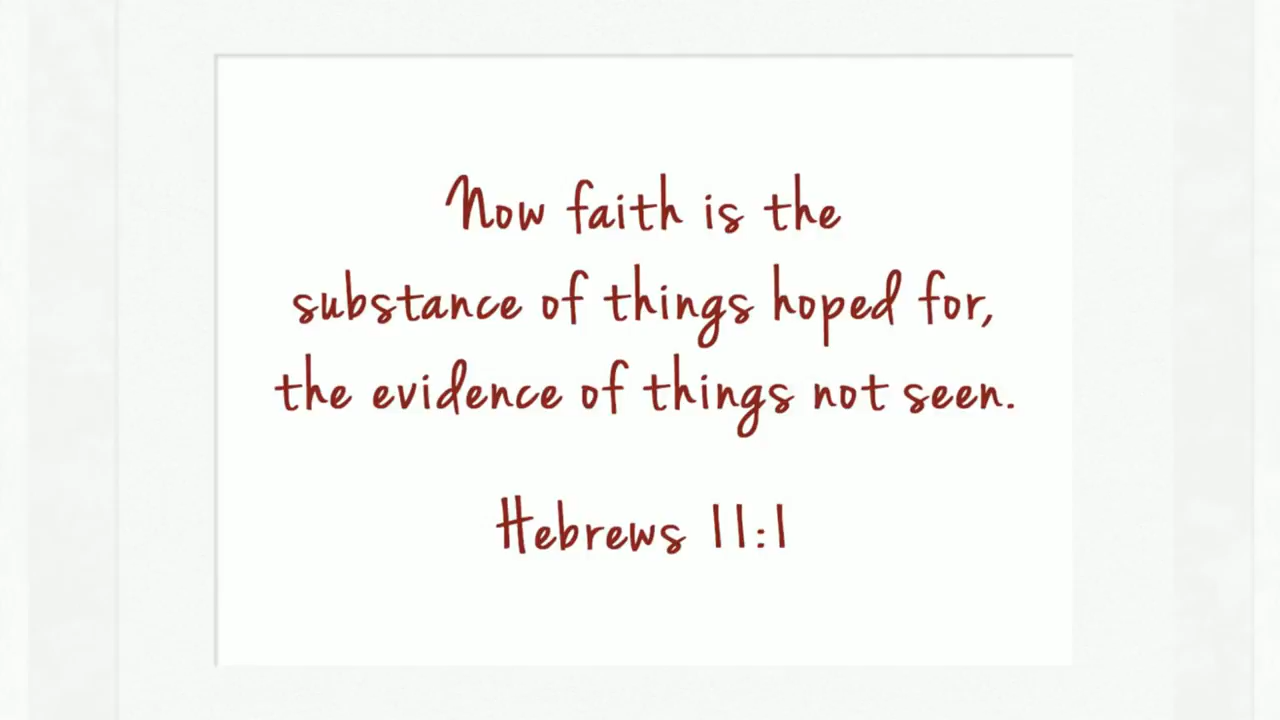 Now faith is the
substance of things hoped for,
the evidence of things not seen.
Hebrews 11:1